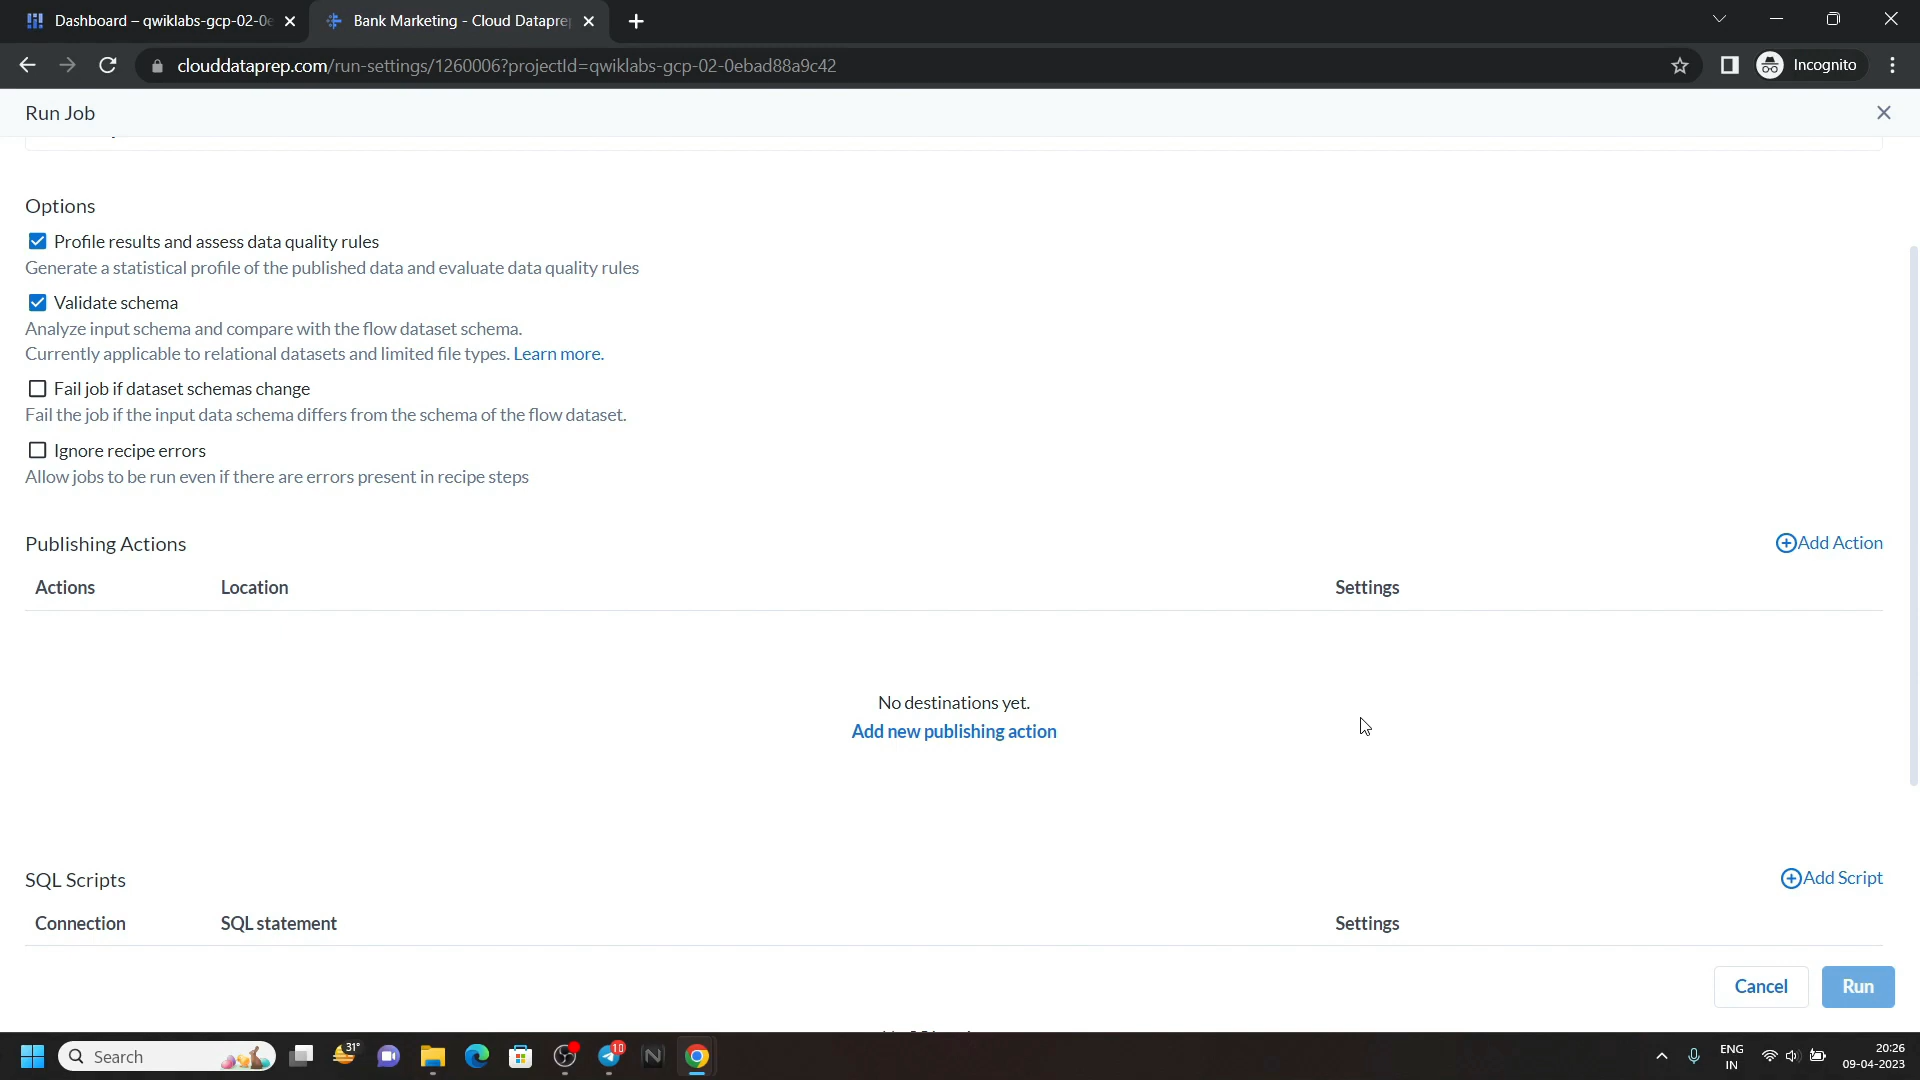 Dashboard – qwiklabs-gcp-02-0e
Bank Marketing - Cloud Dataprep
clouddataprep.com/run-settings/1260006?projectId=qwiklabs-gcp-02-0ebad88a9c42
Incognito
Run Job
Options
Profile results and assess data quality rules
Generate a statistical profile of the published data and evaluate data quality rules
Validate schema
Analyze input schema and compare with the flow dataset schema.
Currently applicable to relational datasets and limited file types. Learn more.
Fail job if dataset schemas change
Fail the job if the input data schema differs from the schema of the flow dataset.
Ignore recipe errors
Allow jobs to be run even if there are errors present in recipe steps
Publishing Actions
Add Action
Actions Location Settings
No destinations yet.
Add new publishing action
SQL Scripts
Add Script
Connection SQL statement Settings
Cancel Run
Search
31°
10
ENG
IN
20:26
09-04-2023